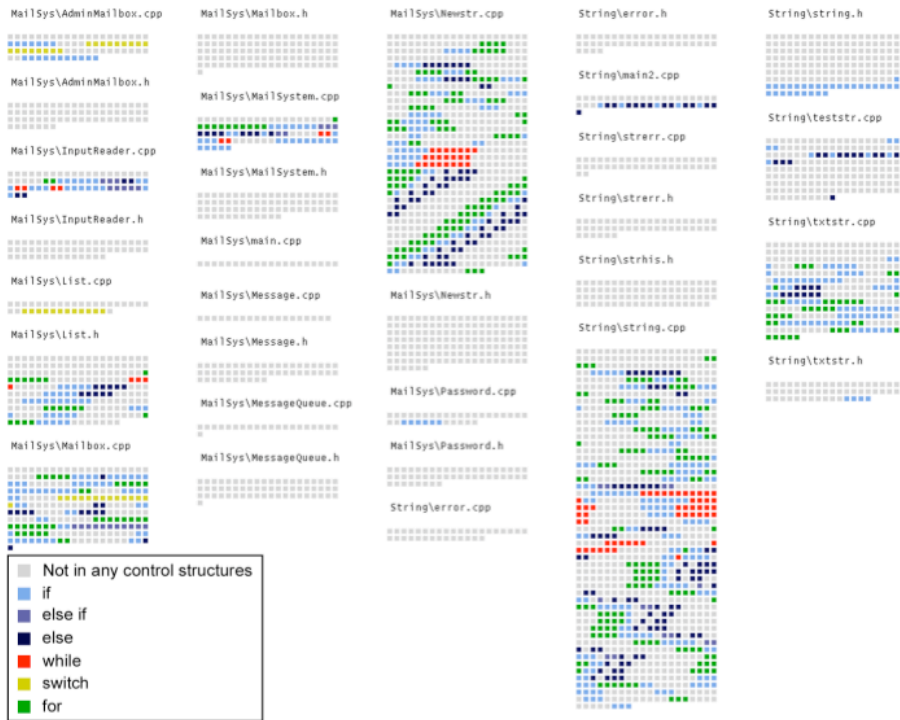 MailSys\AdminMailbox.cpp
MailSys\AdminMailbox.h
MailSys\InputReader.cpp
MailSys\InputReader.h
MailSys\List.cpp
MailSys\List.h
MailSys\Mailbox.cpp
MailSys\Mailbox.h
MailSys\MailSystem.cpp
MailSys\MailSystem.h
MailSys\main.cpp
MailSys\Message.cpp
MailSys\Message.h
MailSys\MessageQueue.cpp
MailSys\MessageQueue.h
MailSys\Newstr.cpp
MailSys\Newstr.h
MailSys\Password.cpp
MailSys\Password.h
String\error.cpp
String\error.h
String\main2.cpp
String\strerr.cpp
String\strerr.h
String\strhis.h
String\string.cpp
String\string.h
String\teststr.cpp
String\txtstr.cpp
String\txtstr.h
Not in any control structures
if
else if
else
while
switch
for